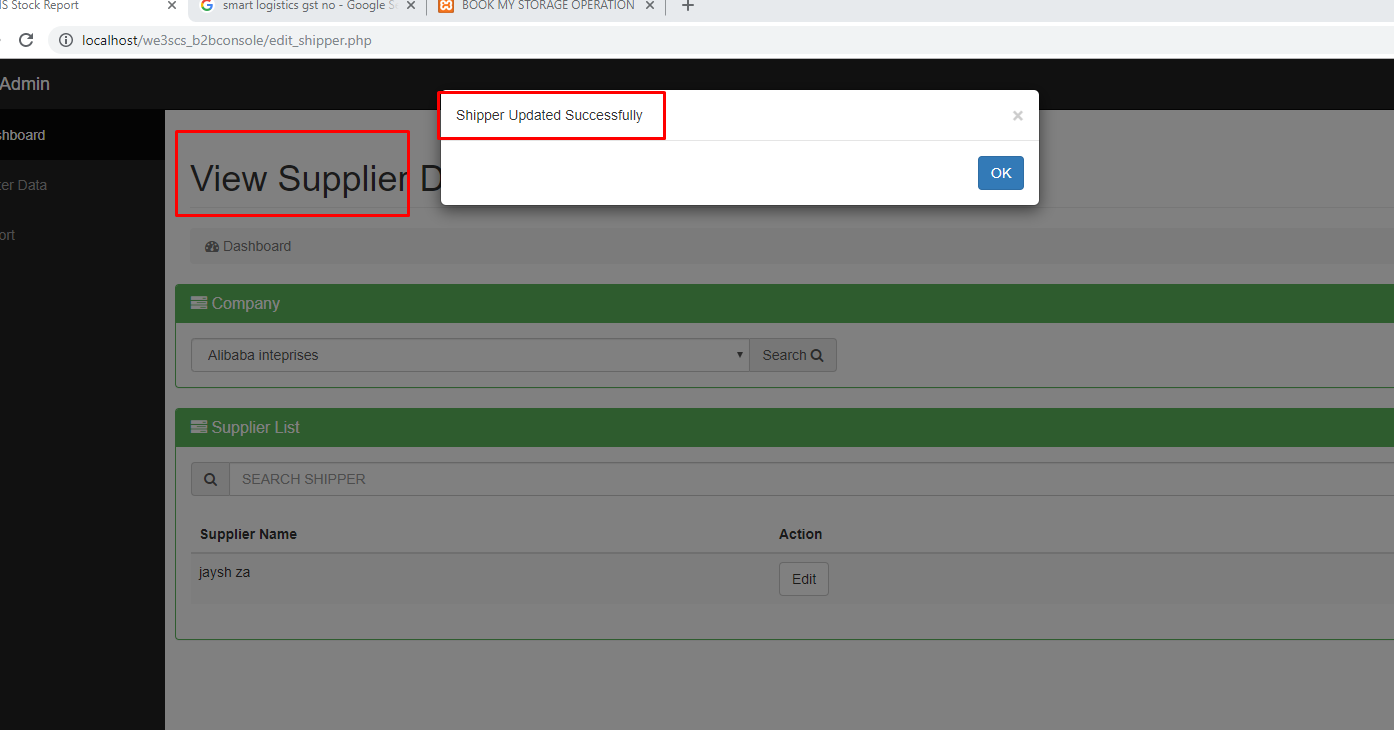 IS Stock Report
smart logistics gst no - Google Se
BOOK MY STORAGE OPERATION
localhost/we3scs_b2bconsole/edit_shipper.php
Admin
Shipper Updated Successfully
×
OK
shboard
ter Data
ort
View Supplier D
Dashboard
Company
Alibaba inteprises
Search
Supplier List
SEARCH SHIPPER
Supplier Name Action
jaysh za Edit